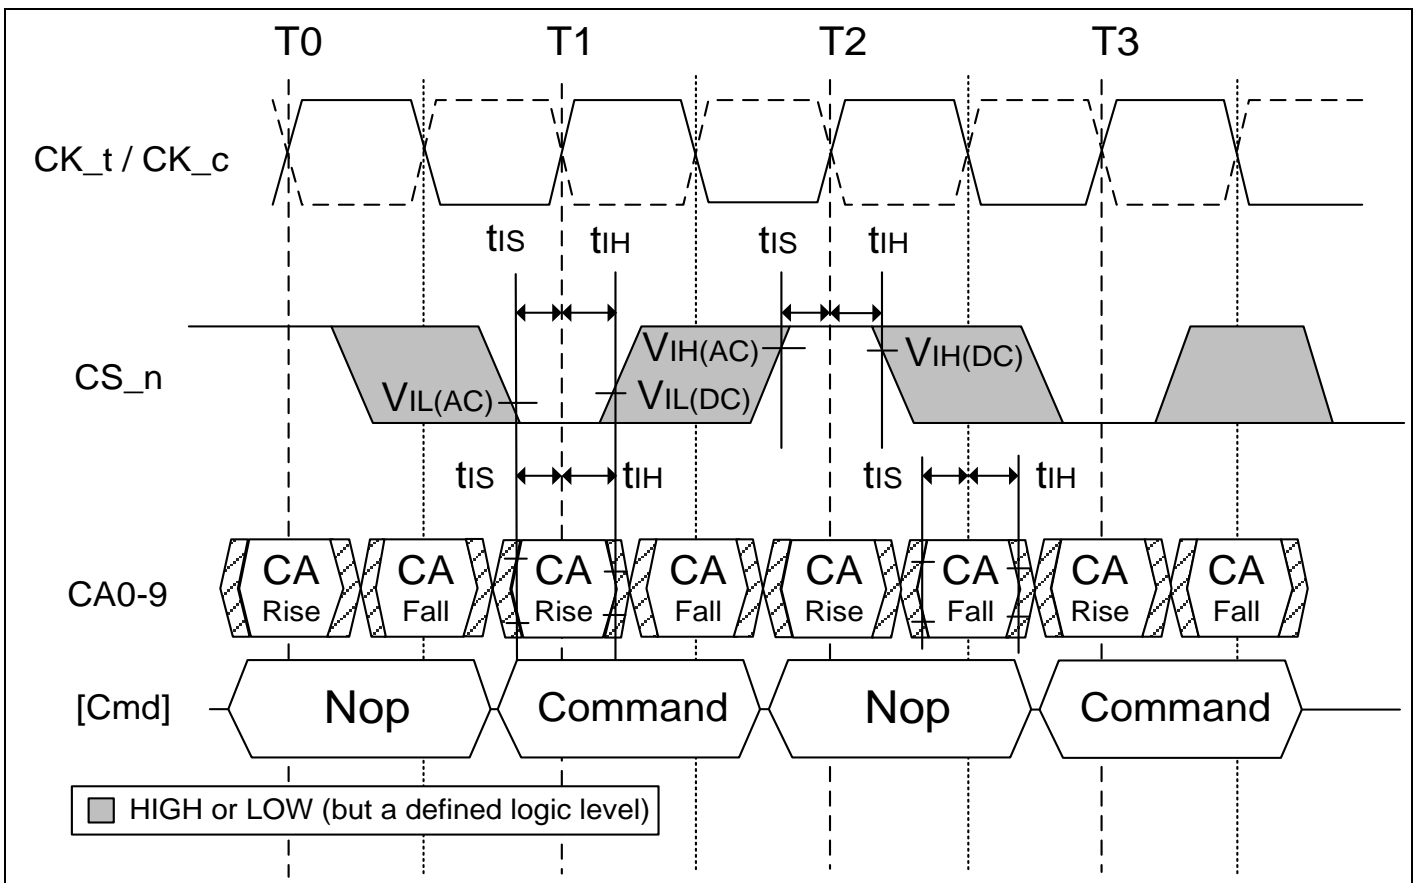 T0 T1 T2 T3
CK_t / CK_c
tIS tIH tIS tIH
VIH(AC) VIH(DC)
CS_n
VIL(AC) VIL(DC)
tIS tIH tIS tIH
CA CA CA CA CA CA CA CA
CA0-9
Rise Fall Rise Fall Rise Fall Rise Fall
[Cmd] Nop Command Nop Command
HIGH or LOW (but a defined logic level)